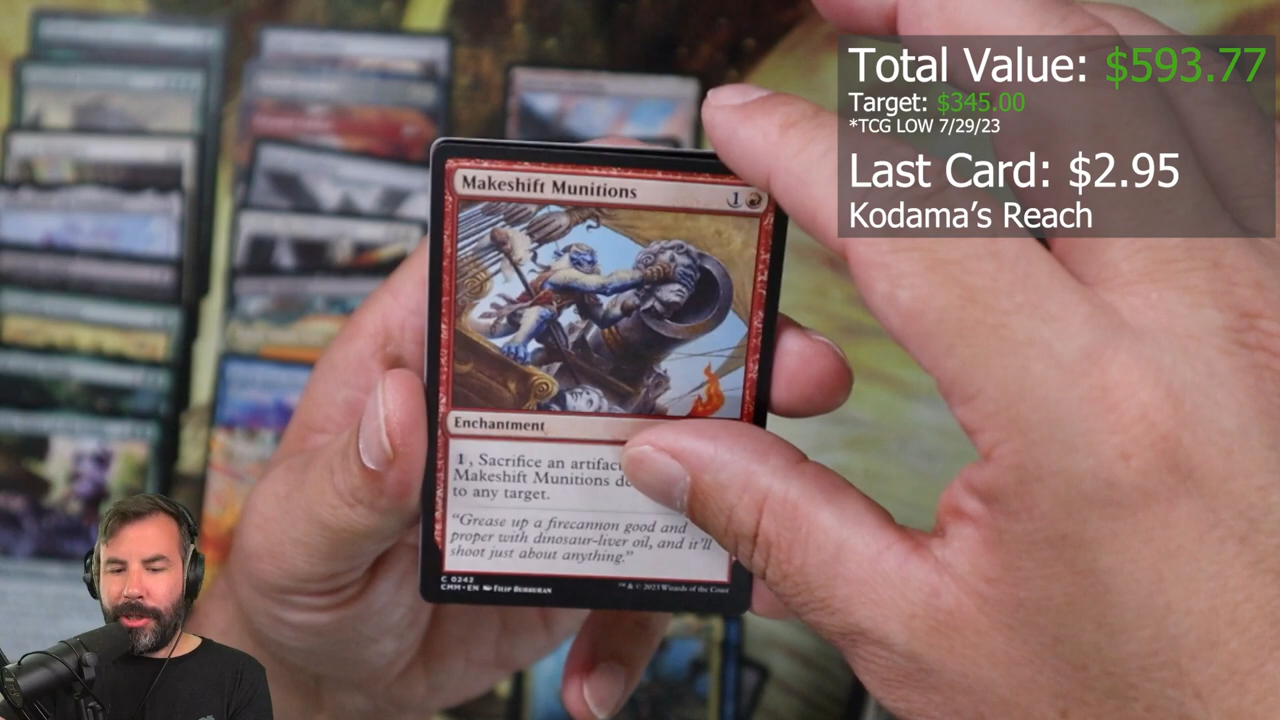 Total Value: $593.77
Target: $345.00
*TCG LOW 7/29/23
Last Card: $2.95
Kodama's Reach
Makeshift Munitions
1
Enchantment
1, Sacrifice an artifac
Makeshift Munitions d
to any target.
"Grease up a firecannon good and
proper with dinosaur-liver oil, and it'll
shoot just about anything."
C 0242
CMM • EN Filip Burburan
™ & © 2023 Wizards of the Coast